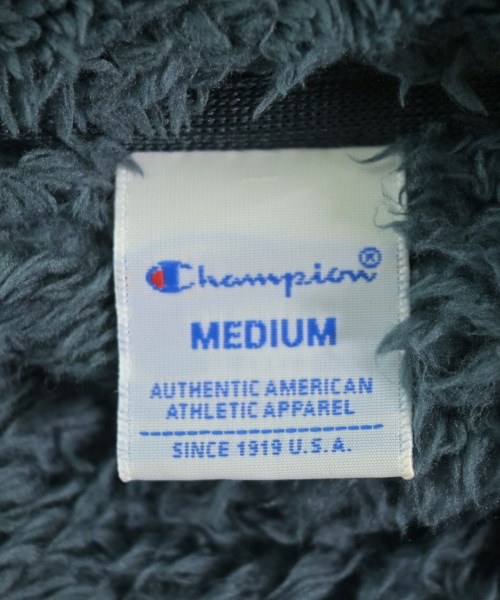 Champion®
MEDIUM
AUTHENTIC AMERICAN
ATHLETIC APPAREL
SINCE 1919 U.S.A.